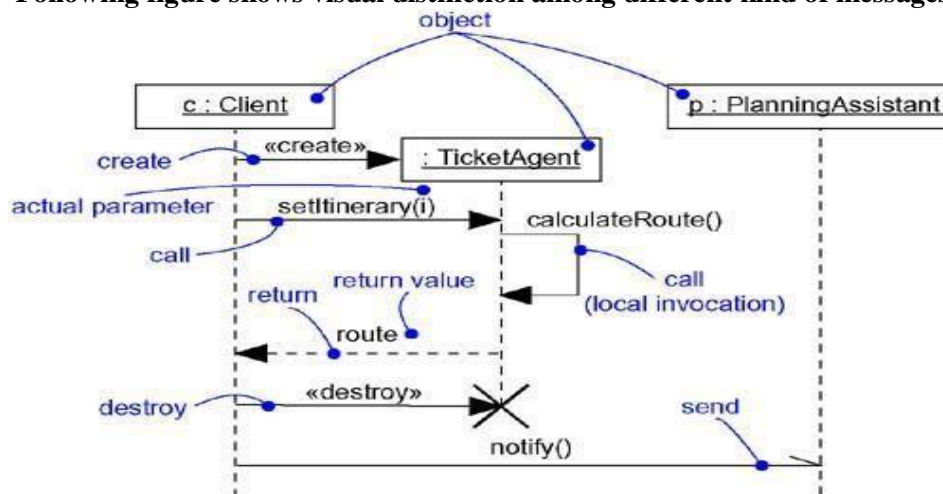 Following figure shows visual distinction among different kind of messages
object
c : Client
p : PlanningAssistant
«create»
: TicketAgent
create
actual parameter
setItinerary(i)
calculateRoute()
call
call
(local invocation)
return value
return
route
«destroy»
destroy
send
notify()